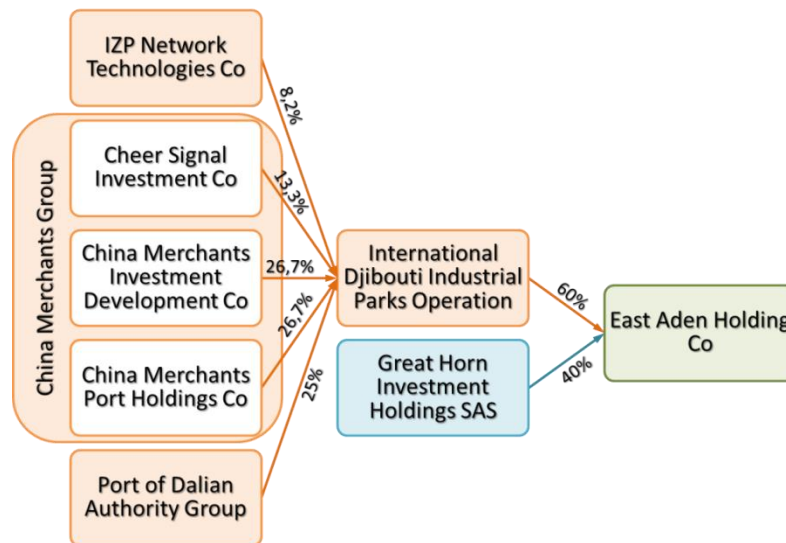 IZP Network
Technologies Co
8,2%
China Merchants Group
Cheer Signal
Investment Co
13,3%
China Merchants
Investment
Development Co
26,7%
China Merchants
Port Holdings Co
26,7%
Port of Dalian
Authority Group
25%
International
Djibouti Industrial
Parks Operation
60%
Great Horn
Investment
Holdings SAS
40%
East Aden Holding
Co